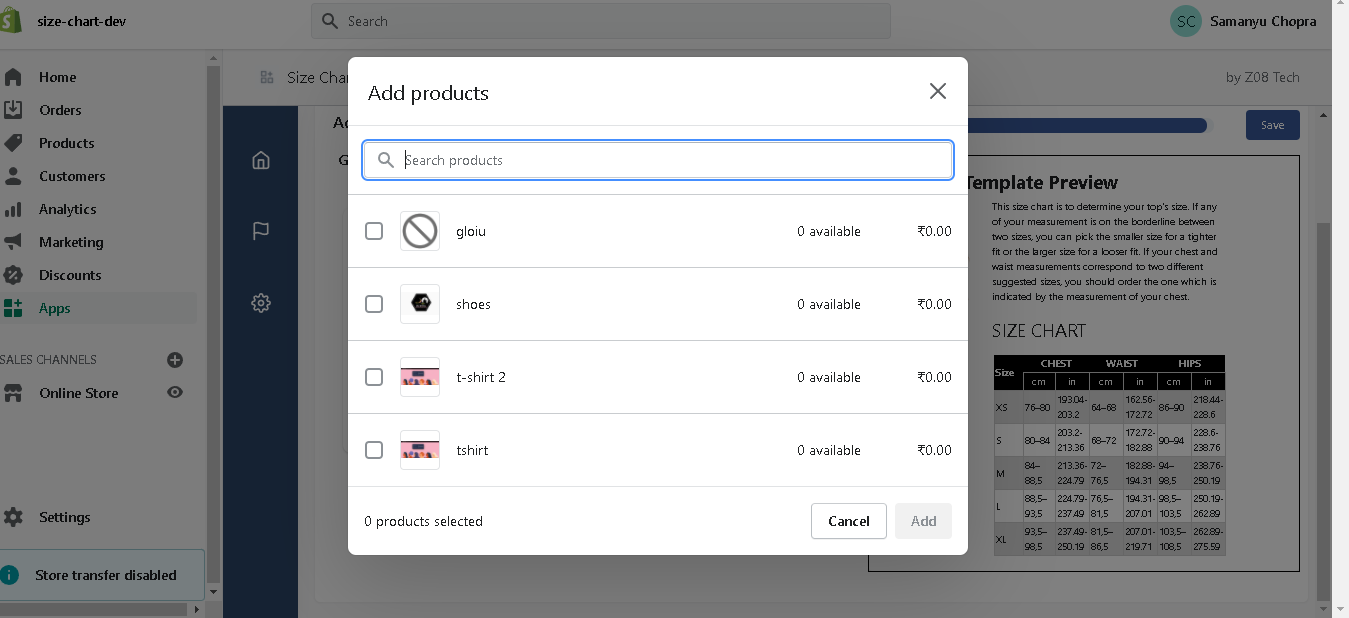 size-chart-dev
Search
SC
Samanyu Chopra
Home
Orders
Products
Customers
Analytics
Marketing
Discounts
Apps
SALES CHANNELS
Online Store
Settings
Store transfer disabled
Size Char
by Z08 Tech
Save
Add products
Search products
gloiu 0 available ₹0.00
shoes 0 available ₹0.00
t-shirt 2 0 available ₹0.00
tshirt 0 available ₹0.00
0 products selected
Cancel
Add
Template Preview
This size chart is to determine your top's size. If any
of your measurement is on the borderline between
two sizes, you can pick the smaller size for a tighter
fit or the larger size for a looser fit. If your chest and
waist measurements correspond to two different
suggested sizes, you should order the one which is
indicated by the measurement of your chest.
SIZE CHART
Size CHEST WAIST HIPS
cm in cm in cm in
XS 76–80 193.04-203.2 64–68 162.56-172.72 86–90 218.44-228.6
S 80–84 203.2-213.36 68–72 172.72-182.88 90–94 228.6-238.76
M 84–88,5 213.36-224.79 72–76,5 182.88-194.31 94–98,5 238.76-250.19
L 88,5–93,5 224.79-237.49 76,5–81,5 194.31-207.01 98,5–103,5 250.19-262.89
XL 93,5–98,5 237.49-250.19 81,5–86,5 207.01-219.71 103,5–108,5 262.89-275.59